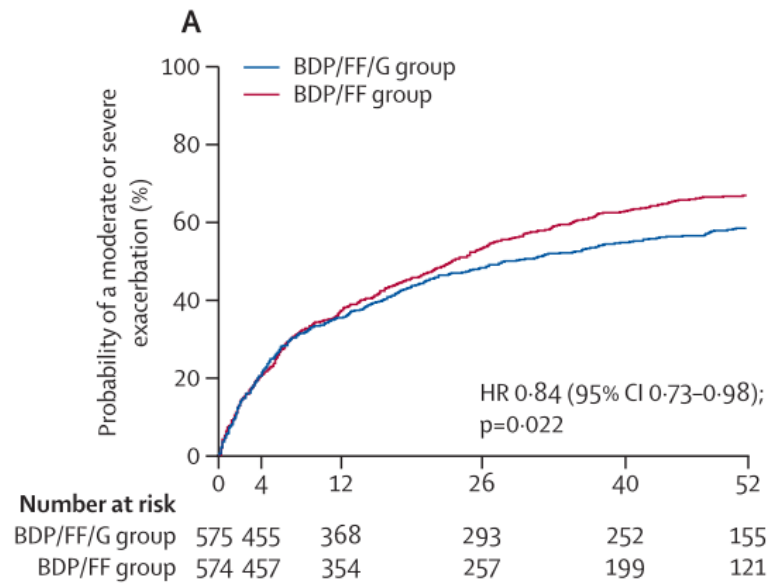 A
Probability of a moderate or severe
exacerbation (%)
100
80
60
40
20
0
BDP/FF/G group
BDP/FF group
HR 0·84 (95% CI 0·73–0·98);
p=0·022
0 4 12 26 40 52
Number at risk
BDP/FF/G group 575 455 368 293 252 155
BDP/FF group 574 457 354 257 199 121